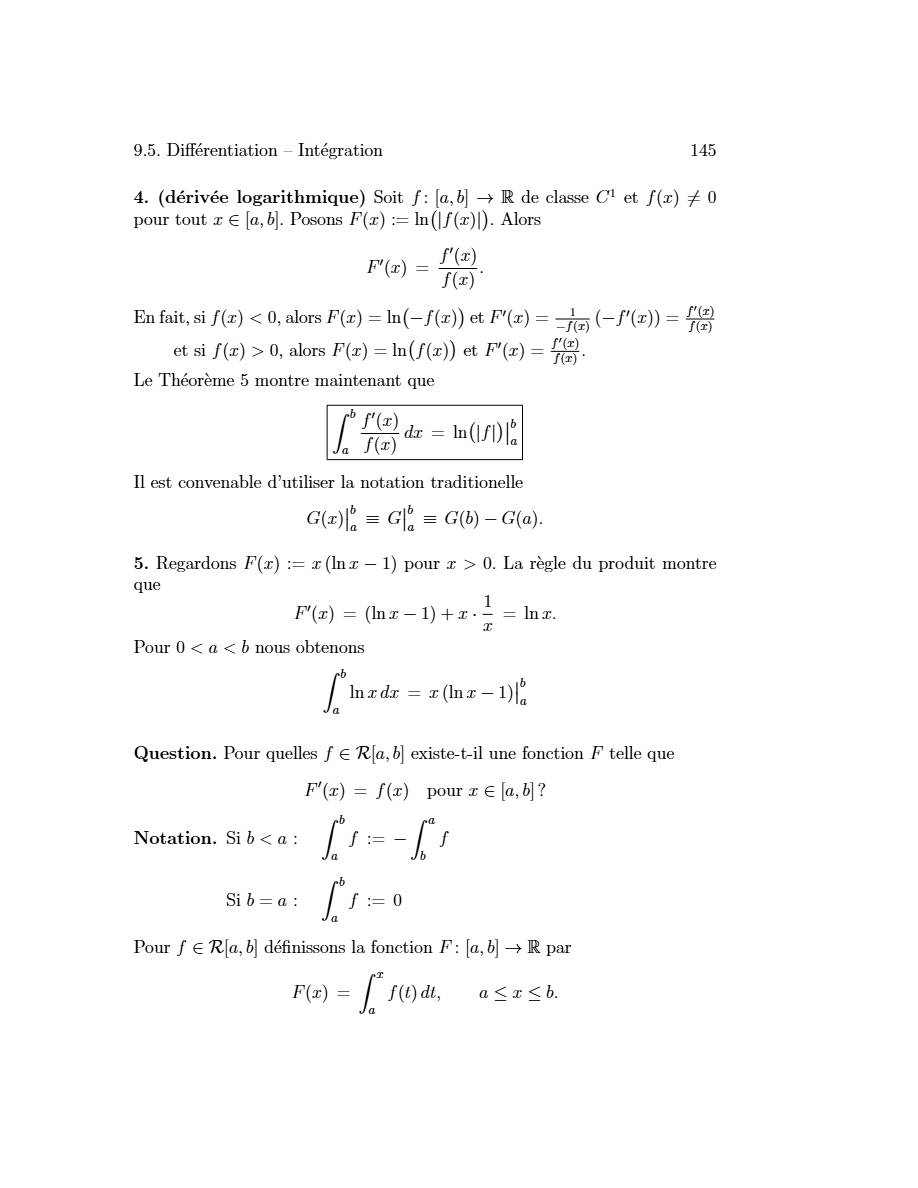 9.5. Différentiation – Intégration 145
4. (dérivée logarithmique) Soit f : [a, b] → ℝ de classe C¹ et f(x) ≠ 0
pour tout x ∈ [a, b]. Posons F(x) := ln(|f(x)|). Alors
F′(x) = f′(x)/f(x).
En fait, si f(x) < 0, alors F(x) = ln(−f(x)) et F′(x) = 1/−f(x) (−f′(x)) = f′(x)/f(x)
et si f(x) > 0, alors F(x) = ln(f(x)) et F′(x) = f′(x)/f(x).
Le Théorème 5 montre maintenant que
∫_a^b f′(x)/f(x) dx = ln(|f|)|_a^b
Il est convenable d'utiliser la notation traditionelle
G(x)|_a^b ≡ G|_a^b ≡ G(b) − G(a).
5. Regardons F(x) := x (ln x − 1) pour x > 0. La règle du produit montre
que
F′(x) = (ln x − 1) + x · 1/x = ln x.
Pour 0 < a < b nous obtenons
∫_a^b ln x dx = x (ln x − 1)|_a^b
Question. Pour quelles f ∈ ℛ[a, b] existe-t-il une fonction F telle que
F′(x) = f(x) pour x ∈ [a, b] ?
Notation. Si b < a : ∫_a^b f := − ∫_b^a f
Si b = a : ∫_a^b f := 0
Pour f ∈ ℛ[a, b] définissons la fonction F : [a, b] → ℝ par
F(x) = ∫_a^x f(t) dt, a ≤ x ≤ b.